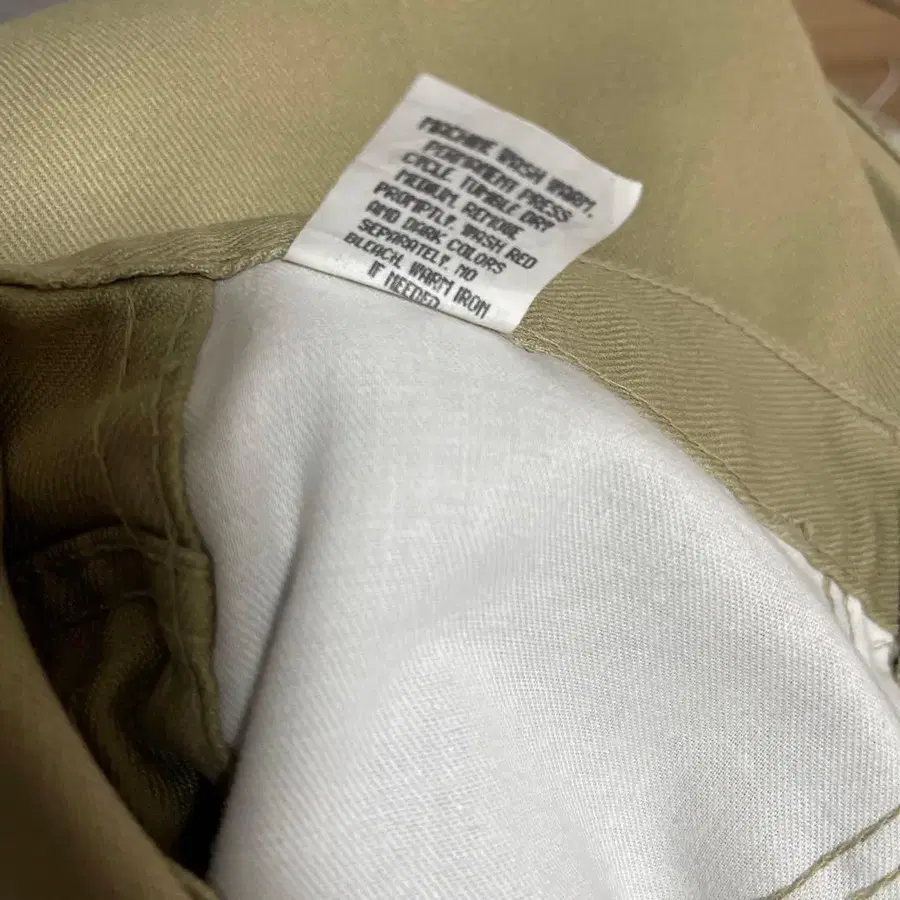 MACHINE WASH WARM,
PERMANENT PRESS
CYCLE. TUMBLE DRY
MEDIUM. REMOVE
PROMPTLY. WASH RED
AND DARK COLORS
SEPARATELY. NO
BLEACH. WARM IRON
IF NEEDED.